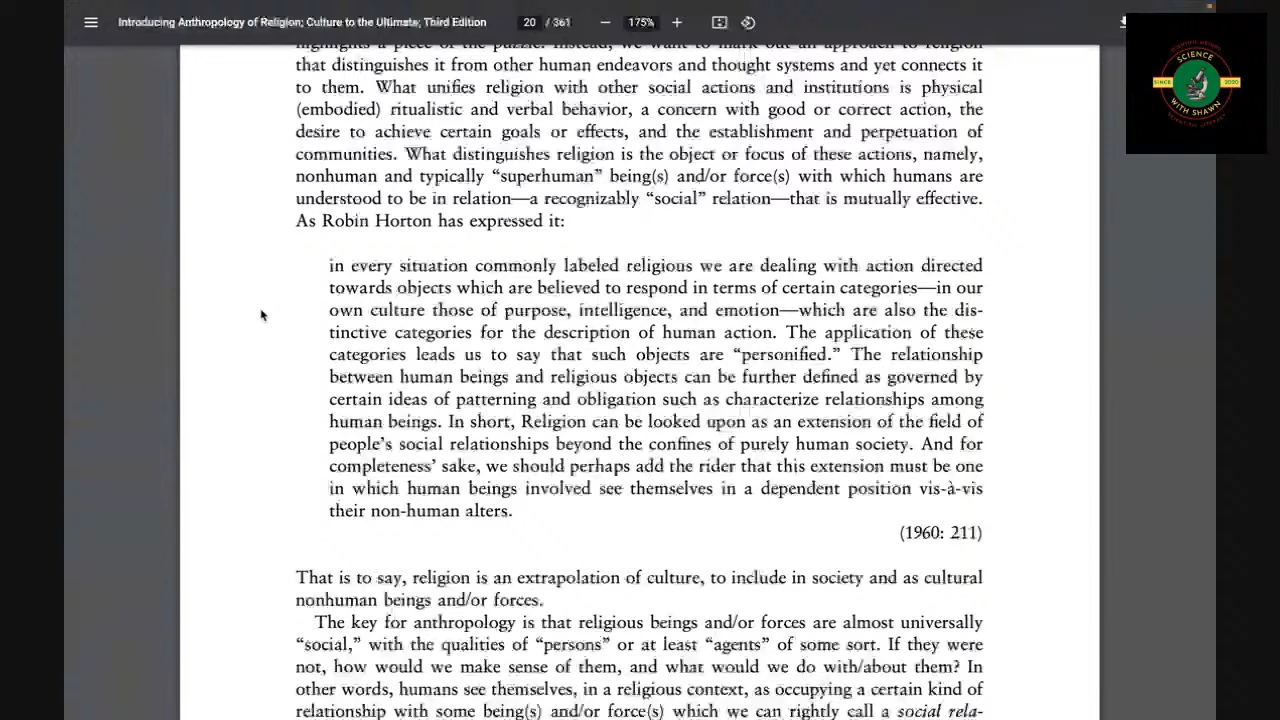 Introducing Anthropology of Religion; Culture to the Ultimate; Third Edition
20 / 361
175%
highlights a piece of the puzzle. Instead, we want to mark out an approach to religion
that distinguishes it from other human endeavors and thought systems and yet connects it
to them. What unifies religion with other social actions and institutions is physical
(embodied) ritualistic and verbal behavior, a concern with good or correct action, the
desire to achieve certain goals or effects, and the establishment and perpetuation of
communities. What distinguishes religion is the object or focus of these actions, namely,
nonhuman and typically “superhuman” being(s) and/or force(s) with which humans are
understood to be in relation—a recognizably “social” relation—that is mutually effective.
As Robin Horton has expressed it:
in every situation commonly labeled religious we are dealing with action directed
towards objects which are believed to respond in terms of certain categories—in our
own culture those of purpose, intelligence, and emotion—which are also the dis-
tinctive categories for the description of human action. The application of these
categories leads us to say that such objects are “personified.” The relationship
between human beings and religious objects can be further defined as governed by
certain ideas of patterning and obligation such as characterize relationships among
human beings. In short, Religion can be looked upon as an extension of the field of
people’s social relationships beyond the confines of purely human society. And for
completeness’ sake, we should perhaps add the rider that this extension must be one
in which human beings involved see themselves in a dependent position vis-à-vis
their non-human alters.
(1960: 211)
That is to say, religion is an extrapolation of culture, to include in society and as cultural
nonhuman beings and/or forces.
The key for anthropology is that religious beings and/or forces are almost universally
“social,” with the qualities of “persons” or at least “agents” of some sort. If they were
not, how would we make sense of them, and what would we do with/about them? In
other words, humans see themselves, in a religious context, as occupying a certain kind of
relationship with some being(s) and/or force(s) which we can rightly call a social rela-
SCIENCE
SINCE
2020
WITH SHAWN